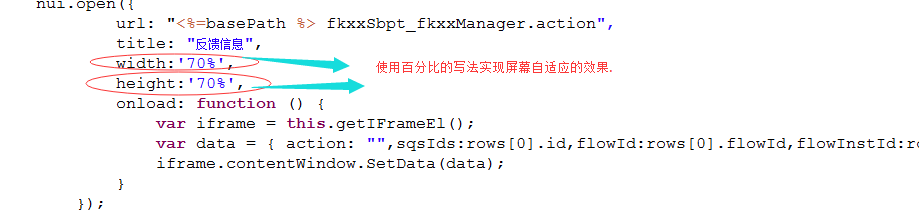 nui.open({
url: "<%=basePath %> fkxxSbpt_fkxxManager.action",
title: "反馈信息",
width:'70%',
使用百分比的写法实现屏幕自适应的效果.
height:'70%',
onload: function () {
var iframe = this.getIFrameEl();
var data = { action: "",sqsIds:rows[0].id,flowId:rows[0].flowId,flowInstId:ro
iframe.contentWindow.SetData(data);
}
});